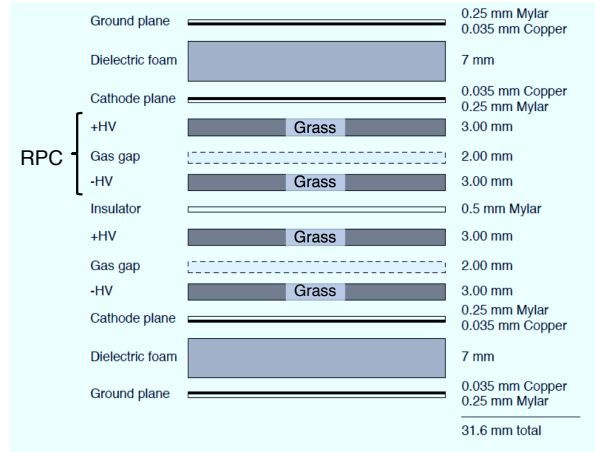 Ground plane
0.25 mm Mylar
0.035 mm Copper
Dielectric foam
7 mm
Cathode plane
0.035 mm Copper
0.25 mm Mylar
RPC
+HV
Grass
3.00 mm
Gas gap
2.00 mm
-HV
Grass
3.00 mm
Insulator
0.5 mm Mylar
+HV
Grass
3.00 mm
Gas gap
2.00 mm
-HV
Grass
3.00 mm
Cathode plane
0.25 mm Mylar
0.035 mm Copper
Dielectric foam
7 mm
Ground plane
0.035 mm Copper
0.25 mm Mylar
31.6 mm total